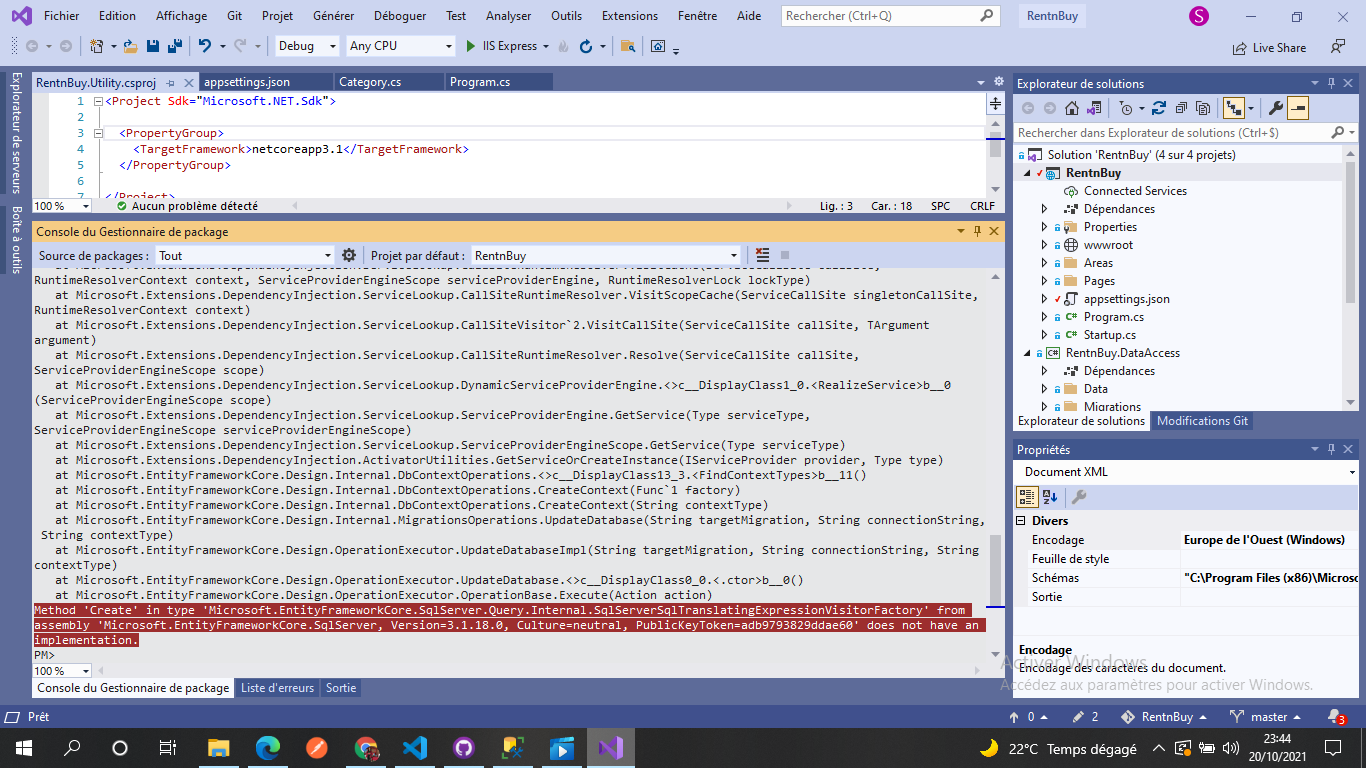 Fichier Edition Affichage Git Projet Générer Déboguer Test Analyser Outils Extensions Fenêtre Aide Rechercher (Ctrl+Q) RentnBuy S
Debug Any CPU IIS Express Live Share
Explorateur de serveurs
Boîte à outils
RentnBuy.Utility.csproj appsettings.json Category.cs Program.cs
1 <Project Sdk="Microsoft.NET.Sdk">
2
3 <PropertyGroup>
4 <TargetFramework>netcoreapp3.1</TargetFramework>
5 </PropertyGroup>
6
7 </Project>
100 % Aucun problème détecté Lig. : 3 Car. : 18 SPC CRLF
Console du Gestionnaire de package
Source de packages : Tout Projet par défaut : RentnBuy
RuntimeResolverContext context, ServiceProviderEngineScope serviceProviderEngine, RuntimeResolverLock lockType)
at Microsoft.Extensions.DependencyInjection.ServiceLookup.CallSiteRuntimeResolver.VisitScopeCache(ServiceCallSite singletonCallSite,
RuntimeResolverContext context)
at Microsoft.Extensions.DependencyInjection.ServiceLookup.CallSiteVisitor`2.VisitCallSite(ServiceCallSite callSite, TArgument
argument)
at Microsoft.Extensions.DependencyInjection.ServiceLookup.CallSiteRuntimeResolver.Resolve(ServiceCallSite callSite,
ServiceProviderEngineScope scope)
at Microsoft.Extensions.DependencyInjection.ServiceLookup.DynamicServiceProviderEngine.<>c__DisplayClass1_0.<RealizeService>b__0
(ServiceProviderEngineScope scope)
at Microsoft.Extensions.DependencyInjection.ServiceLookup.ServiceProviderEngine.GetService(Type serviceType,
ServiceProviderEngineScope serviceProviderEngineScope)
at Microsoft.Extensions.DependencyInjection.ServiceLookup.ServiceProviderEngineScope.GetService(Type serviceType)
at Microsoft.Extensions.DependencyInjection.ActivatorUtilities.GetServiceOrCreateInstance(IServiceProvider provider, Type type)
at Microsoft.EntityFrameworkCore.Design.Internal.DbContextOperations.<>c__DisplayClass13_3.<FindContextTypes>b__11()
at Microsoft.EntityFrameworkCore.Design.Internal.DbContextOperations.CreateContext(Func`1 factory)
at Microsoft.EntityFrameworkCore.Design.Internal.DbContextOperations.CreateContext(String contextType)
at Microsoft.EntityFrameworkCore.Design.Internal.MigrationsOperations.UpdateDatabase(String targetMigration, String connectionString,
String contextType)
at Microsoft.EntityFrameworkCore.Design.OperationExecutor.UpdateDatabaseImpl(String targetMigration, String connectionString, String
contextType)
at Microsoft.EntityFrameworkCore.Design.OperationExecutor.UpdateDatabase.<>c__DisplayClass0_0.<.ctor>b__0()
at Microsoft.EntityFrameworkCore.Design.OperationExecutor.OperationBase.Execute(Action action)
Method 'Create' in type 'Microsoft.EntityFrameworkCore.SqlServer.Query.Internal.SqlServerSqlTranslatingExpressionVisitorFactory' from
assembly 'Microsoft.EntityFrameworkCore.SqlServer, Version=3.1.18.0, Culture=neutral, PublicKeyToken=adb9793829ddae60' does not have an
implementation.
PM>
100 %
Console du Gestionnaire de package Liste d'erreurs Sortie
Explorateur de solutions
Rechercher dans Explorateur de solutions (Ctrl+$)
Solution 'RentnBuy' (4 sur 4 projets)
RentnBuy
Connected Services
Dépendances
Properties
wwwroot
Areas
Pages
appsettings.json
C# Program.cs
C# Startup.cs
C# RentnBuy.DataAccess
Dépendances
Data
Migrations
Explorateur de solutions Modifications Git
Propriétés
Document XML
Divers
Encodage Europe de l'Ouest (Windows)
Feuille de style
Schémas "C:\Program Files (x86)\Microso
Sortie
Encodage
Encodage des caractères du document.
Activer Windows
Accédez aux paramètres pour activer Windows.
Prêt 0 2 RentnBuy master 3
22°C Temps dégagé 23:44
20/10/2021